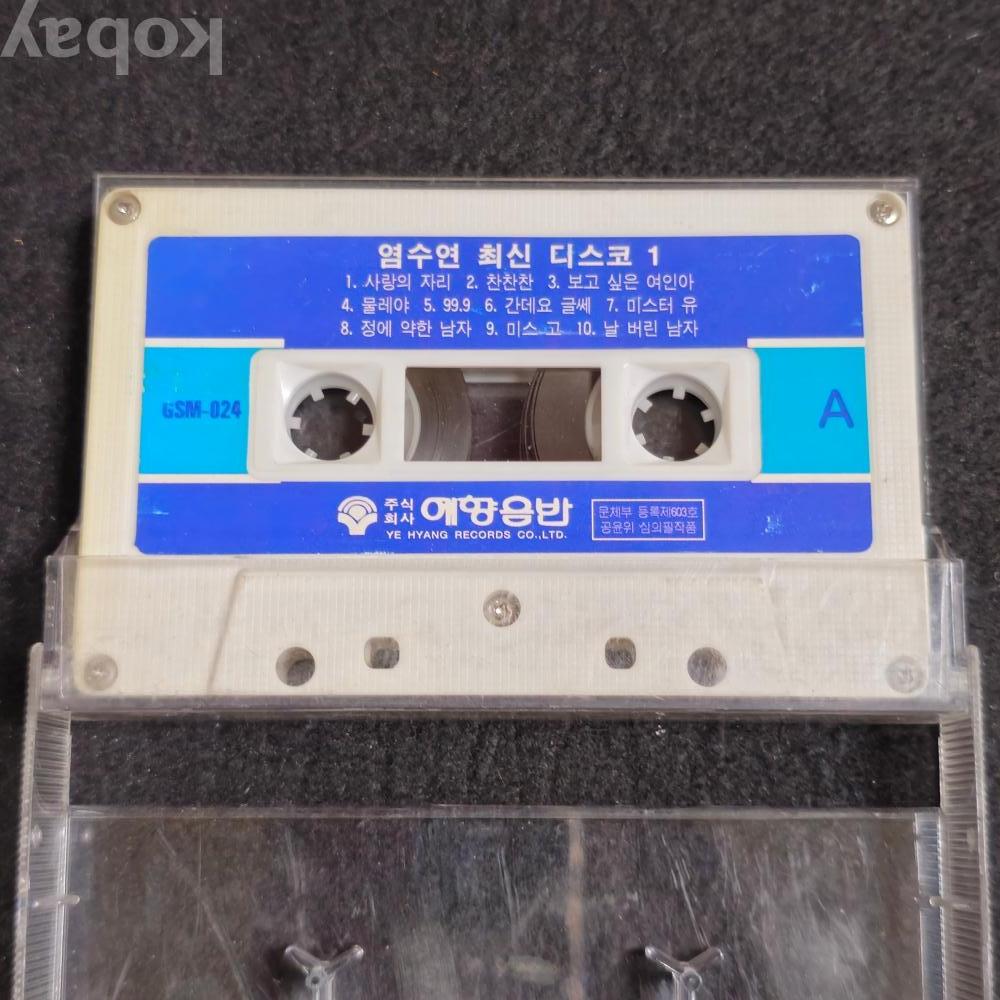 kobay
염수연 최신 디스코 1
1. 사랑의 자리 2. 찬찬찬 3. 보고 싶은 여인아
4. 물레야 5. 99.9 6. 간데요 글쎄 7. 미스터 유
8. 정에 약한 남자 9. 미스 고 10. 날 버린 남자
GSM-024
A
주식회사 예향음반
YE HYANG RECORDS CO.,LTD.
문체부 등록제603호
공윤위 심의필작품